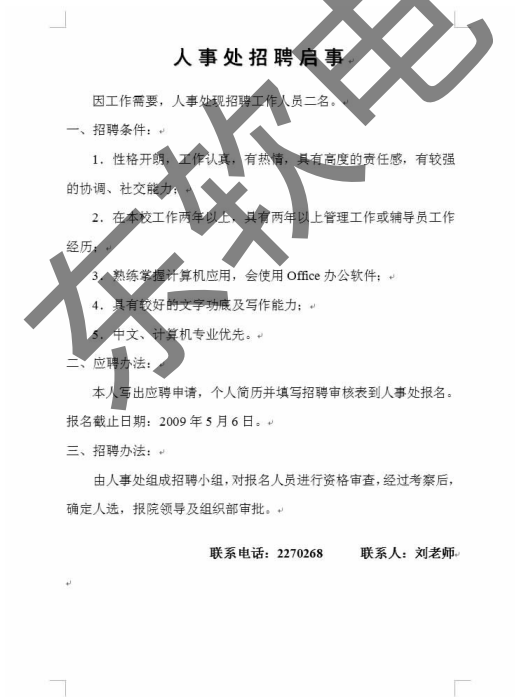 人事处招聘启事
因工作需要，人事处现招聘工作人员二名。
一、招聘条件：
1．性格开朗，工作认真，有热情，具有高度的责任感，有较强
的协调、社交能力；
2．在本校工作两年以上，具有两年以上管理工作或辅导员工作
经历；
3．熟练掌握计算机应用，会使用 Office 办公软件；
4．具有较好的文字功底及写作能力；
5．中文、计算机专业优先。
二、应聘办法：
本人写出应聘申请，个人简历并填写招聘审核表到人事处报名。
报名截止日期：2009 年 5 月 6 日。
三、招聘办法：
由人事处组成招聘小组，对报名人员进行资格审查，经过考察后，
确定人选，报院领导及组织部审批。
联系电话：2270268 联系人：刘老师
东软电